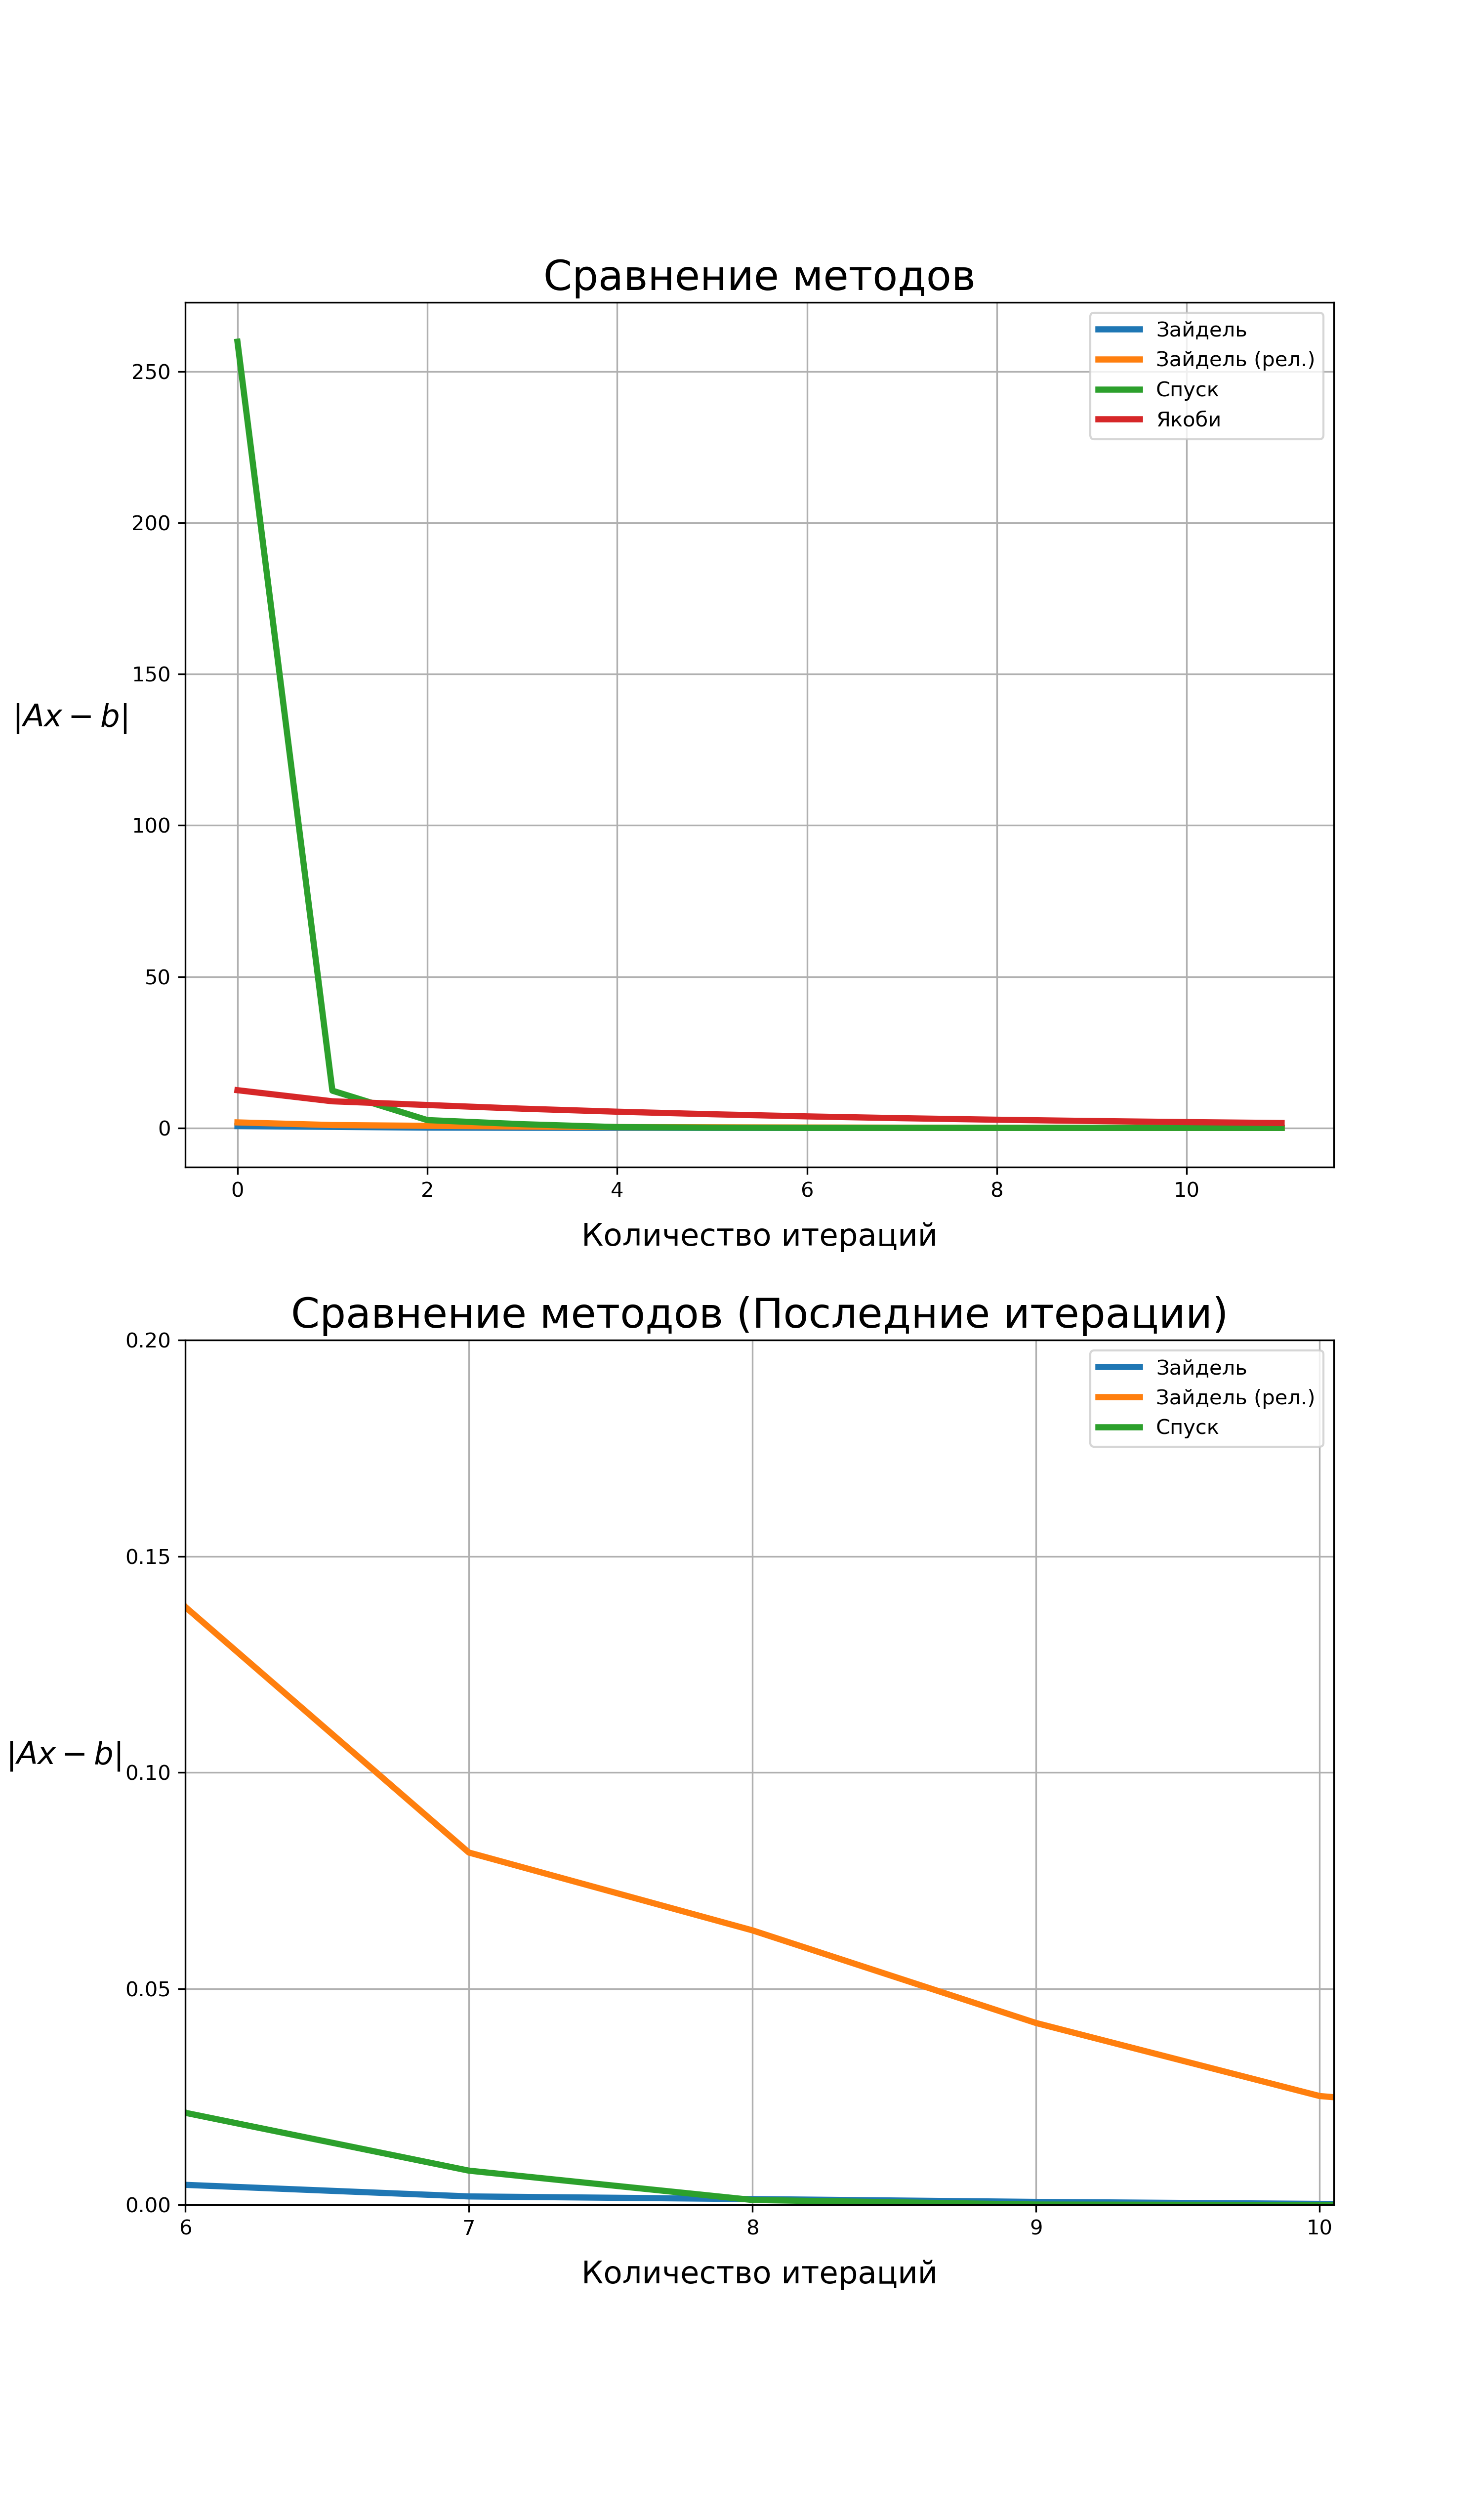 Сравнение методов
Зайдель
Зайдель (рел.)
Спуск
Якоби
250
200
150
100
50
0
|Ax − b|
0 2 4 6 8 10
Количество итераций
Сравнение методов (Последние итерации)
Зайдель
Зайдель (рел.)
Спуск
0.20
0.15
0.10
0.05
0.00
|Ax − b|
6 7 8 9 10
Количество итераций